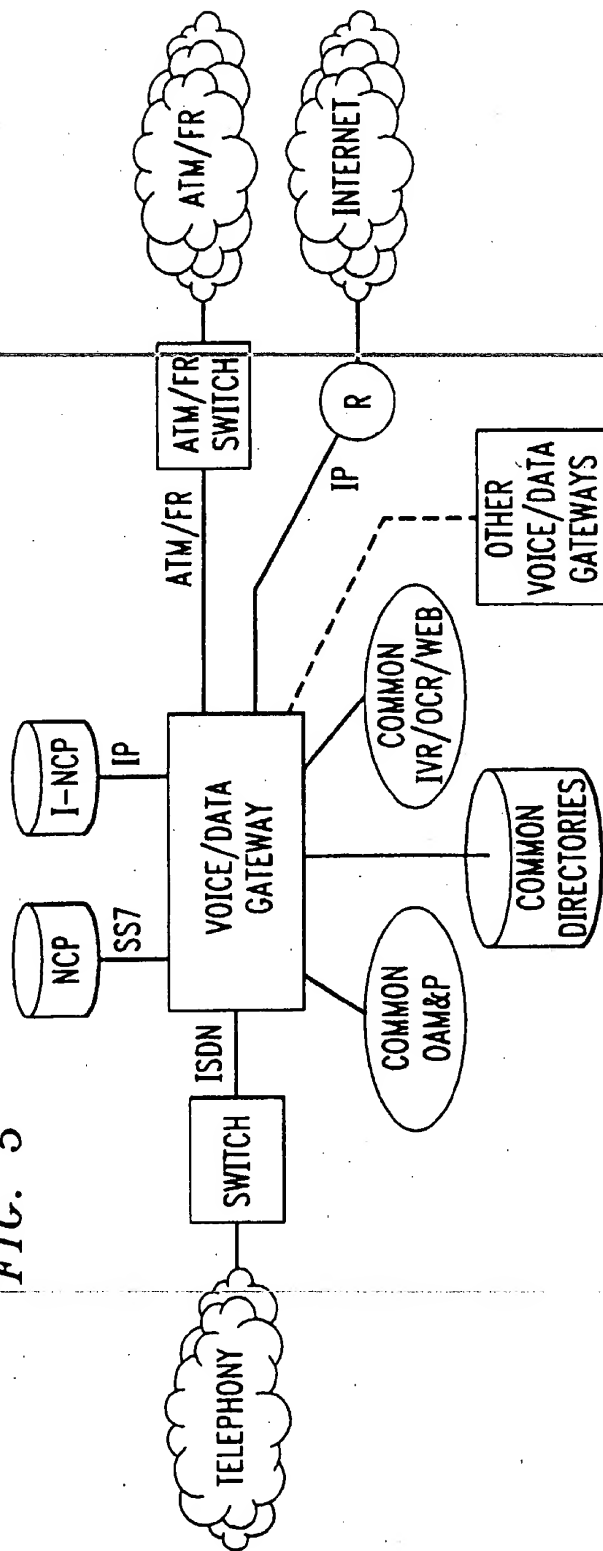 FIG.
TELEPHONY
SWITCH
ISDN
NCP
SS7
I-NCP
IP
VOICE/DATA
GATEWAY
ATM/FR
ATM/FR
SWITCH
ATM/FR
IP
R
INTERNET
COMMON
OAM&P
COMMON
DIRECTORIES
COMMON
IVR/OCR/WEB
OTHER
VOICE/DATA
GATEWAYS